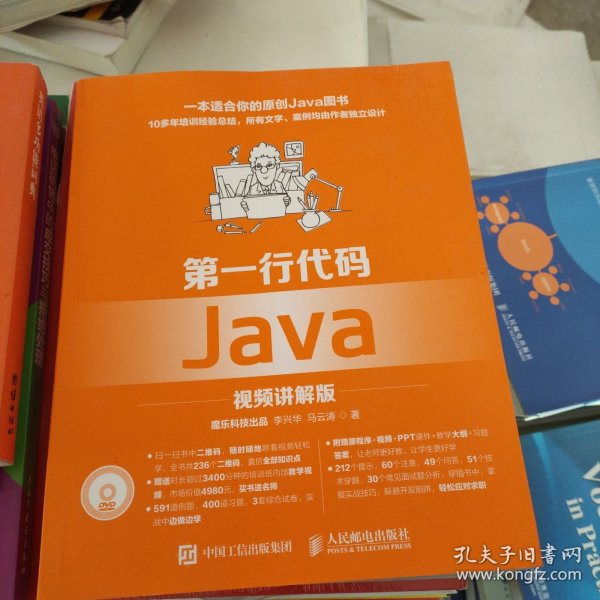 一本适合你的原创Java图书
10多年培训经验总结，所有文字、案例均由作者独立设计
第一行代码
Java
视频讲解版
魔乐科技出品 李兴华 马云涛 ◎ 著
● 扫一扫书中二维码，随时随地跟着视频轻松
学，全书共236个二维码，囊括全部知识点
● 赠送时长超过3400分钟的培训班内部教学视
频，市场价值4980元，买书送名师
● 591道例题，400道习题，3套综合试卷，实
战中边做边学
● 附赠源程序+视频+PPT课件+教学大纲+习题
答案，让老师更好教，让学生更好学
● 212个提示，60个注意，49个问答，51个技
术穿越，30个常见面试题分析，穿插书中，掌
握实战技巧，躲避开发陷阱，轻松应对求职
DVD
中国工信出版集团
人民邮电出版社
POSTS & TELECOM PRESS
人民邮电出版社
in Prac
孔夫子旧书网
www.kongfz.com